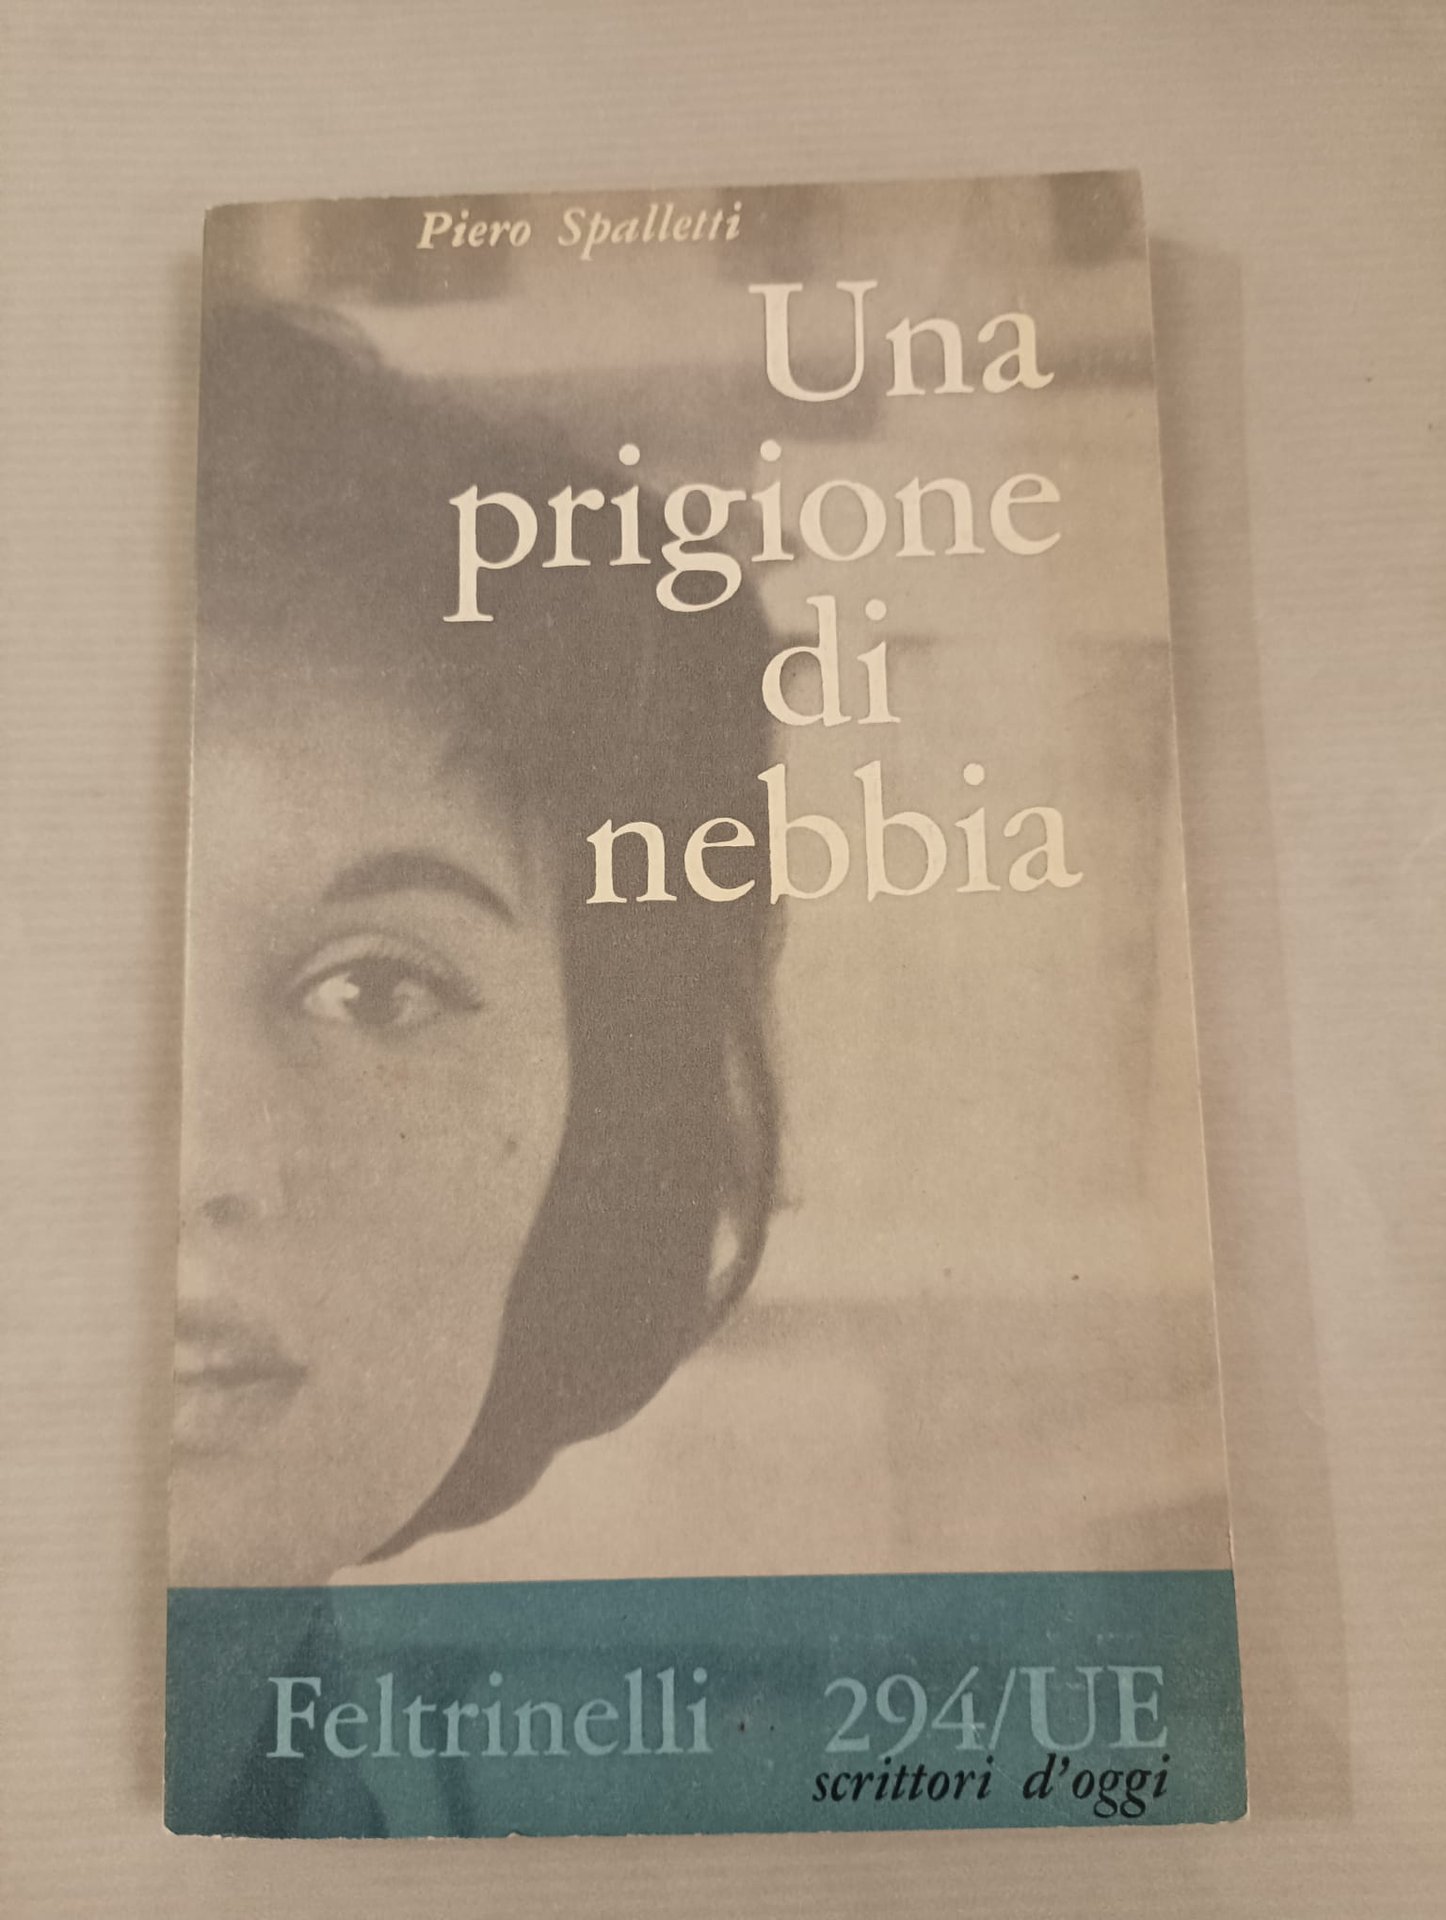 Piero Spalletti
Una
prigione
di
nebbia
Feltrinelli 294/UE
scrittori d'oggi